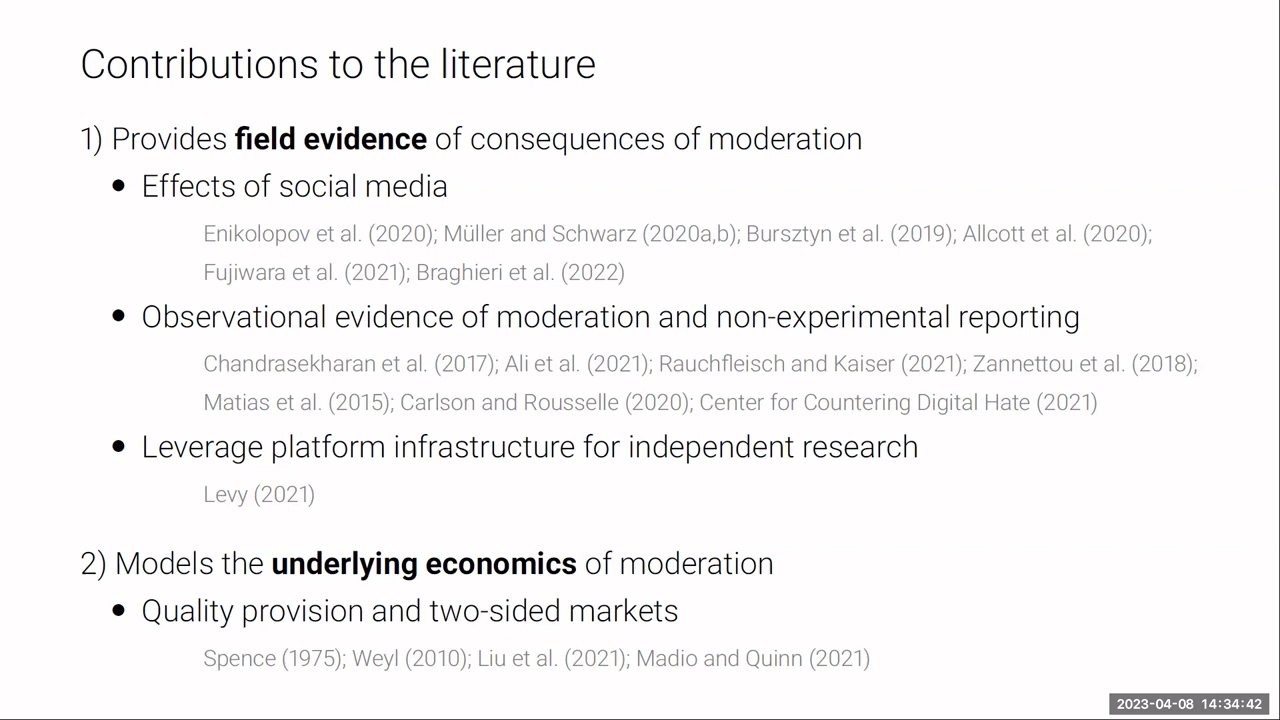 Contributions to the literature
1) Provides field evidence of consequences of moderation
• Effects of social media
Enikolopov et al. (2020); Müller and Schwarz (2020a,b); Bursztyn et al. (2019); Allcott et al. (2020);
Fujiwara et al. (2021); Braghieri et al. (2022)
• Observational evidence of moderation and non-experimental reporting
Chandrasekharan et al. (2017); Ali et al. (2021); Rauchfleisch and Kaiser (2021); Zannettou et al. (2018);
Matias et al. (2015); Carlson and Rousselle (2020); Center for Countering Digital Hate (2021)
• Leverage platform infrastructure for independent research
Levy (2021)
2) Models the underlying economics of moderation
• Quality provision and two-sided markets
Spence (1975); Weyl (2010); Liu et al. (2021); Madio and Quinn (2021)
2023-04-08 14:34:42